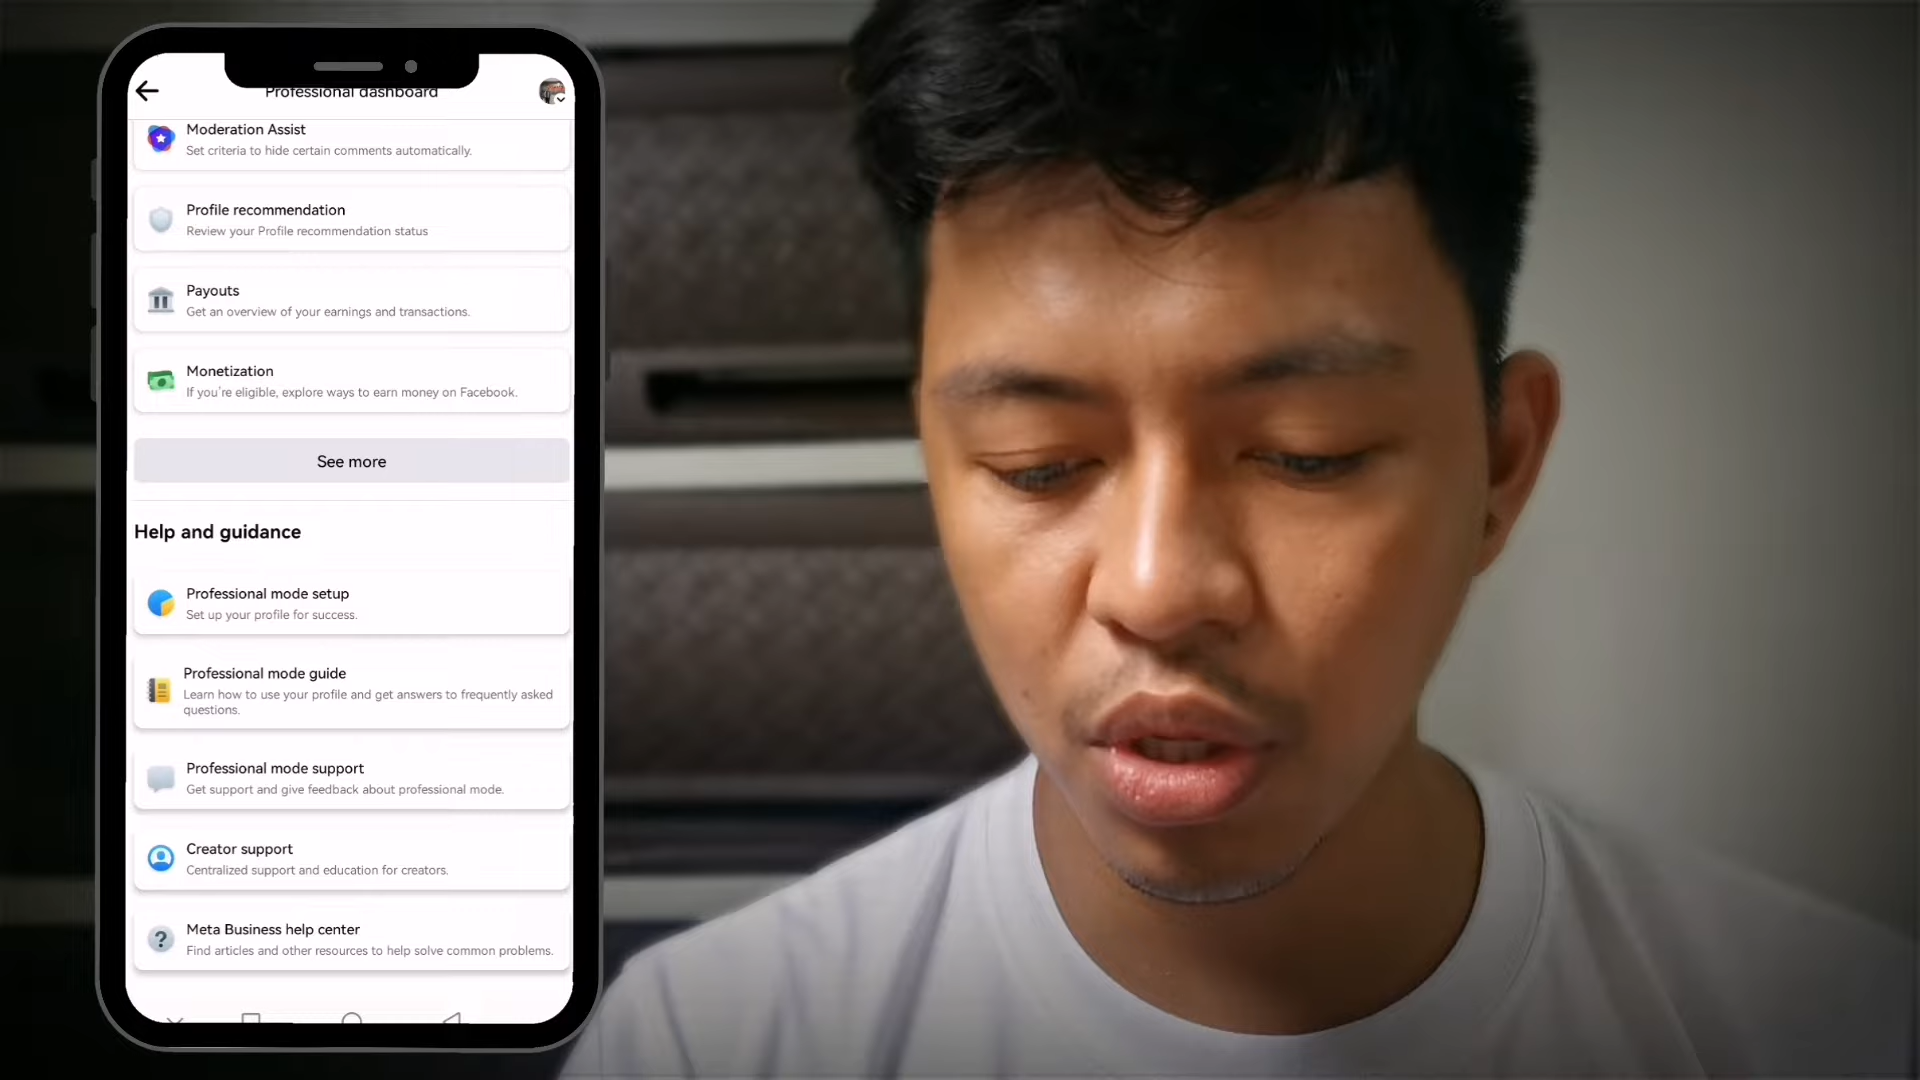 Professional dashboard
Moderation Assist
Set criteria to hide certain comments automatically.
Profile recommendation
Review your Profile recommendation status
Payouts
Get an overview of your earnings and transactions.
Monetization
If you're eligible, explore ways to earn money on Facebook.
See more
Help and guidance
Professional mode setup
Set up your profile for success.
Professional mode guide
Learn how to use your profile and get answers to frequently asked
questions.
Professional mode support
Get support and give feedback about professional mode.
Creator support
Centralized support and education for creators.
?
Meta Business help center
Find articles and other resources to help solve common problems.